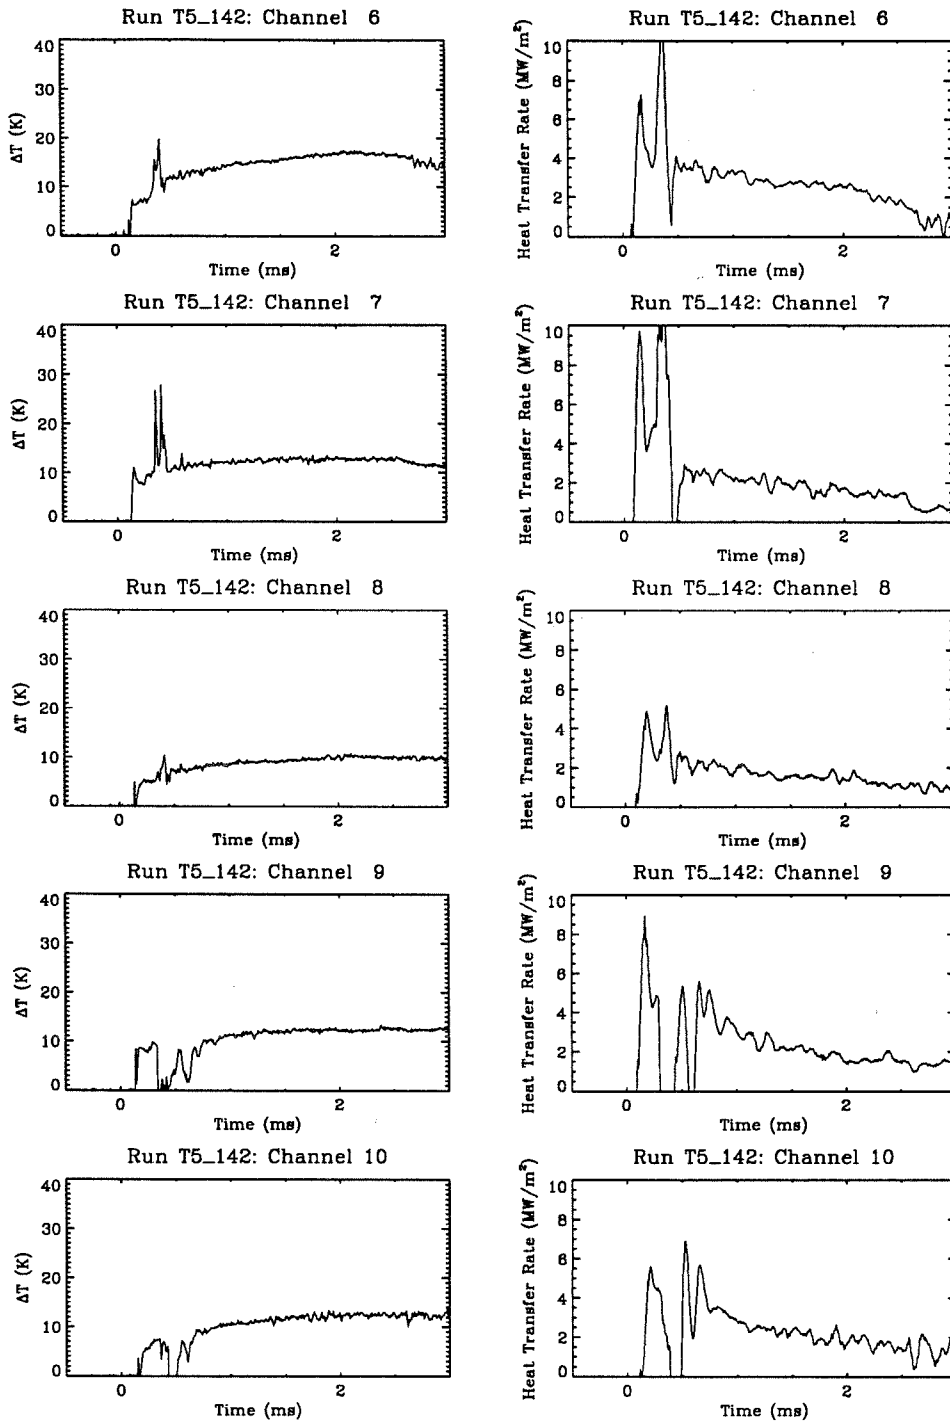 Run T5_142: Channel 6
Run T5_142: Channel 6
ΔT (K)
40
30
20
10
0
0
2
Time (ms)
Heat Transfer Rate (MW/m²)
10
8
6
4
2
0
0
2
Time (ms)
Run T5_142: Channel 7
Run T5_142: Channel 7
ΔT (K)
40
30
20
10
0
0
2
Time (ms)
Heat Transfer Rate (MW/m²)
10
8
6
4
2
0
0
2
Time (ms)
Run T5_142: Channel 8
Run T5_142: Channel 8
ΔT (K)
40
30
20
10
0
0
2
Time (ms)
Heat Transfer Rate (MW/m²)
10
8
6
4
2
0
0
2
Time (ms)
Run T5_142: Channel 9
Run T5_142: Channel 9
ΔT (K)
40
30
20
10
0
0
2
Time (ms)
Heat Transfer Rate (MW/m²)
10
8
6
4
2
0
0
2
Time (ms)
Run T5_142: Channel 10
Run T5_142: Channel 10
ΔT (K)
40
30
20
10
0
0
2
Time (ms)
Heat Transfer Rate (MW/m²)
10
8
6
4
2
0
0
2
Time (ms)